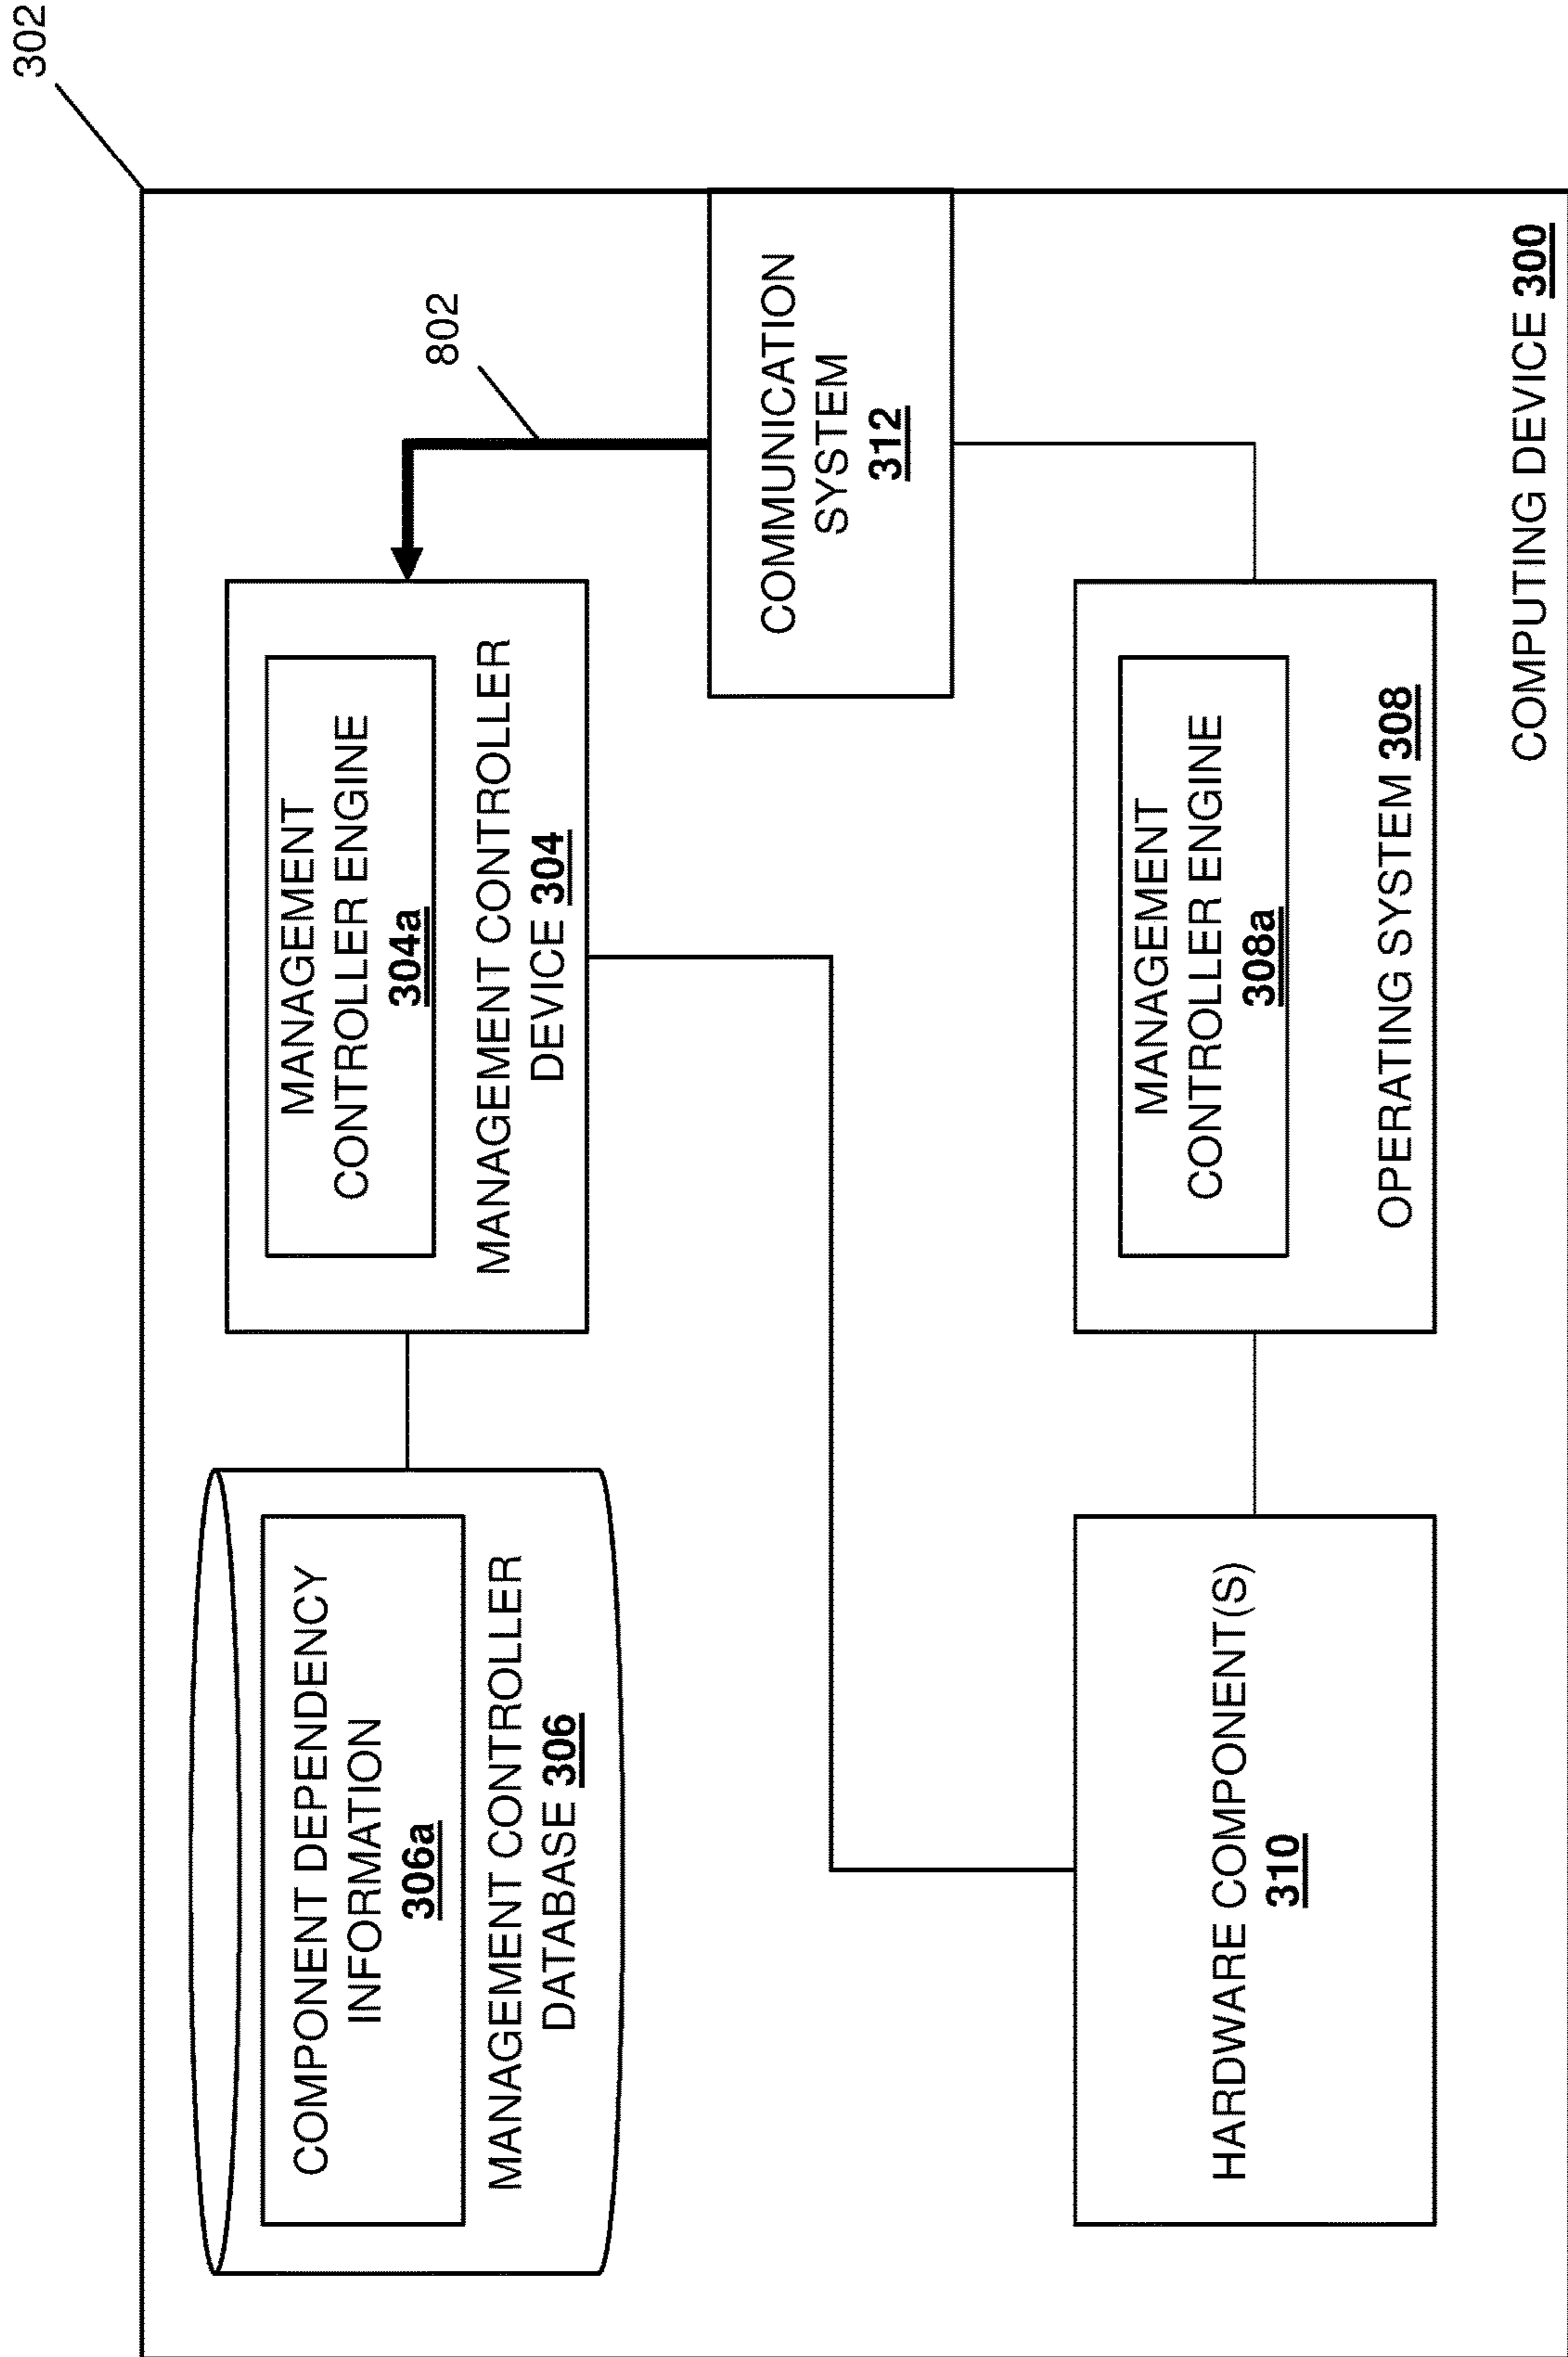 302
COMPONENT DEPENDENCY
INFORMATION
306a
MANAGEMENT CONTROLLER
DATABASE 306
MANAGEMENT
CONTROLLER ENGINE
304a
MANAGEMENT CONTROLLER
DEVICE 304
802
COMMUNICATION
SYSTEM
312
HARDWARE COMPONENT(S)
310
MANAGEMENT
CONTROLLER ENGINE
308a
OPERATING SYSTEM 308
COMPUTING DEVICE 300